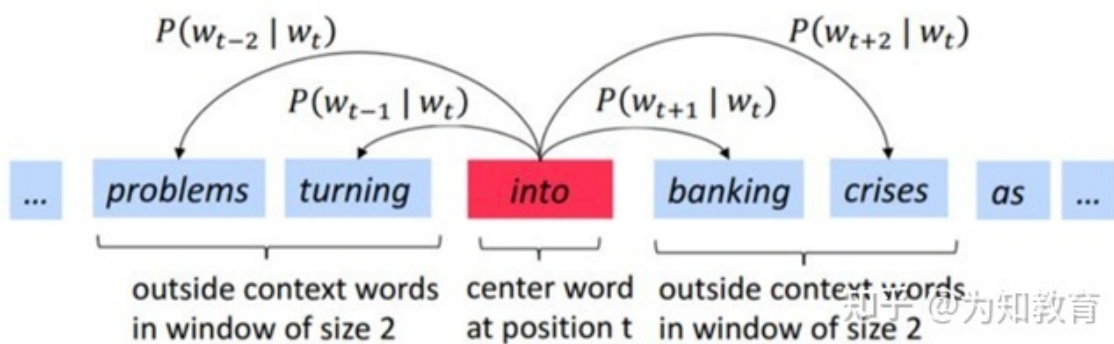 P(w_{t−2} | w_t)
P(w_{t+2} | w_t)
P(w_{t−1} | w_t)
P(w_{t+1} | w_t)
... problems turning into banking crises as ...
outside context words
in window of size 2
center word
at position t
outside context words
in window of size 2
知乎 @为知教育